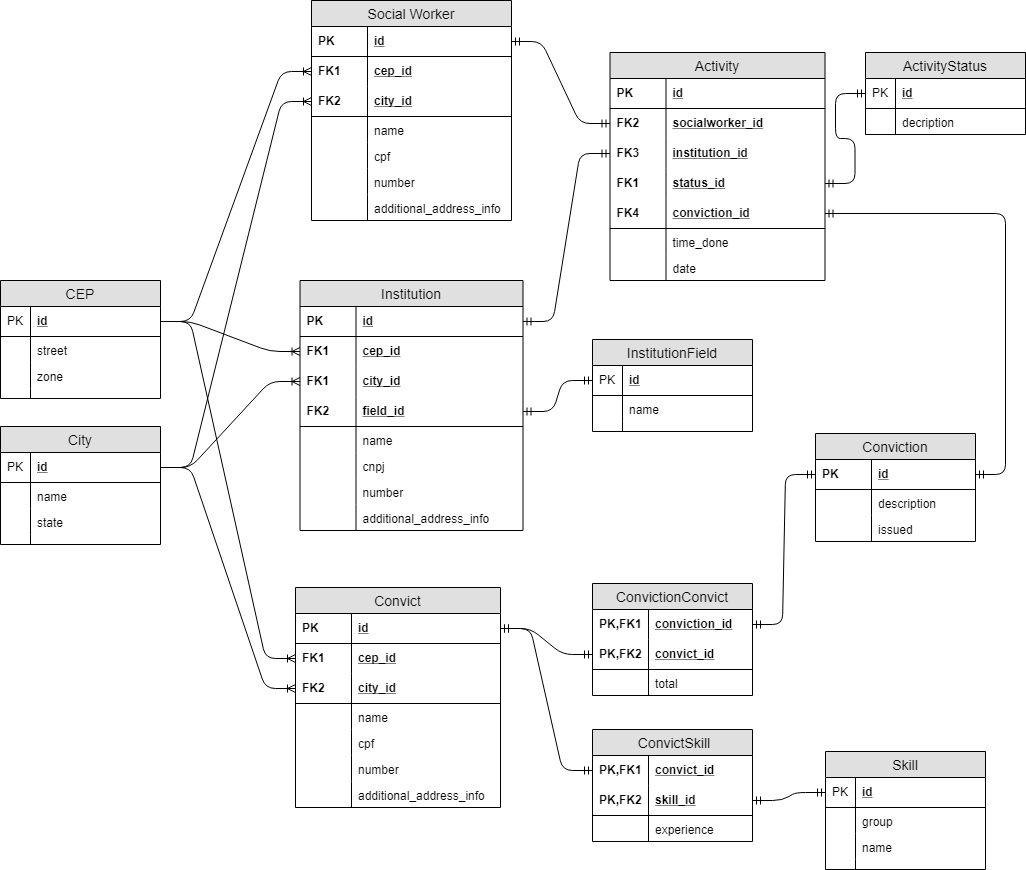 Social Worker
PK id
FK1 cep_id
FK2 city_id
name
cpf
number
additional_address_info
Activity
PK id
FK2 socialworker_id
FK3 institution_id
FK1 status_id
FK4 conviction_id
time_done
date
ActivityStatus
PK id
decription
CEP
PK id
street
zone
City
PK id
name
state
Institution
PK id
FK1 cep_id
FK1 city_id
FK2 field_id
name
cnpj
number
additional_address_info
InstitutionField
PK id
name
Conviction
PK id
description
issued
Convict
PK id
FK1 cep_id
FK2 city_id
name
cpf
number
additional_address_info
ConvictionConvict
PK,FK1 conviction_id
PK,FK2 convict_id
total
ConvictSkill
PK,FK1 convict_id
PK,FK2 skill_id
experience
Skill
PK id
group
name